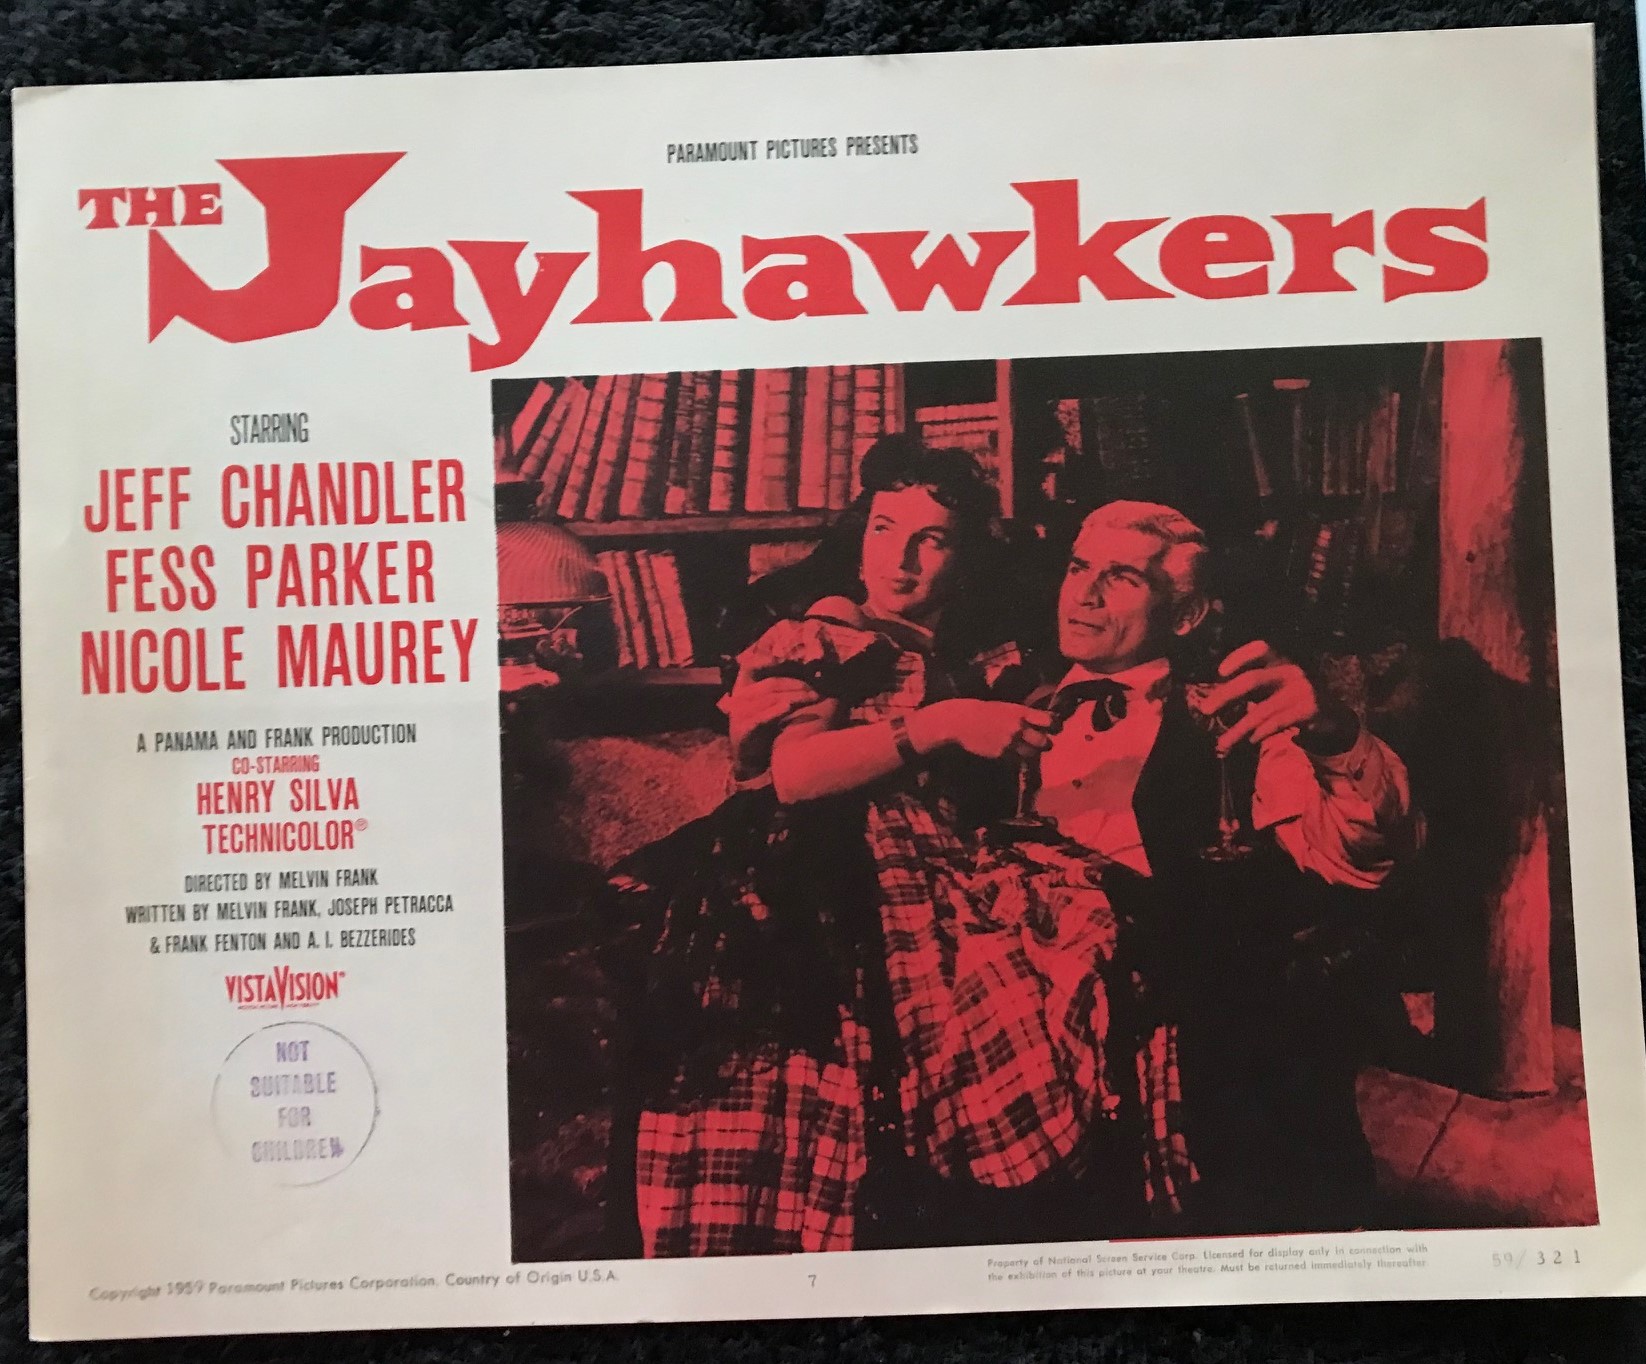 PARAMOUNT PICTURES PRESENTS
THE Jayhawkers
STARRING
JEFF CHANDLER
FESS PARKER
NICOLE MAUREY
A PANAMA AND FRANK PRODUCTION
CO-STARRING
HENRY SILVA
TECHNICOLOR®
DIRECTED BY MELVIN FRANK
WRITTEN BY MELVIN FRANK, JOSEPH PETRACCA
& FRANK FENTON AND A. I. BEZZERIDES
VISTAVISION
NOT
SUITABLE
FOR
CHILDREN
Copyright 1959 Paramount Pictures Corporation. Country of Origin U.S.A.
7
Property of National Screen Service Corp. Licensed for display only in connection with
the exhibition of this picture at your theatre. Must be returned immediately thereafter
59/321